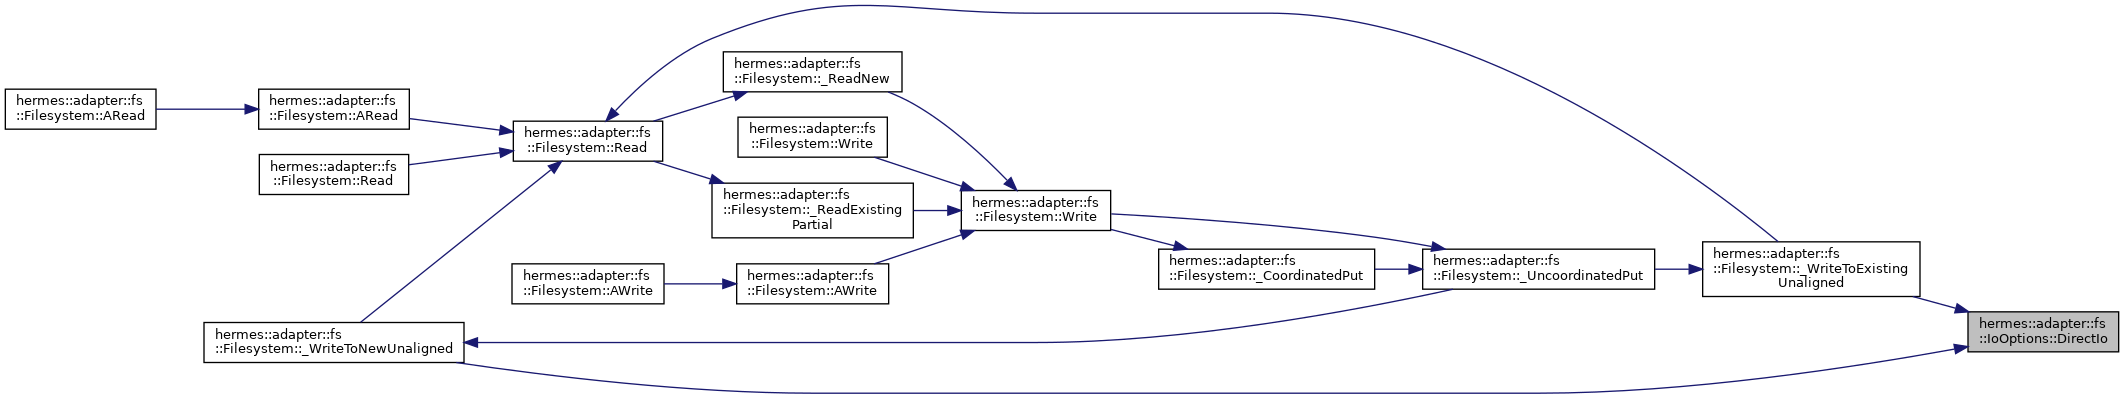 hermes::adapter::fs
::Filesystem::ARead
hermes::adapter::fs
::Filesystem::ARead
hermes::adapter::fs
::Filesystem::Read
hermes::adapter::fs
::Filesystem::_WriteToNewUnaligned
hermes::adapter::fs
::Filesystem::Read
hermes::adapter::fs
::Filesystem::AWrite
hermes::adapter::fs
::Filesystem::_ReadNew
hermes::adapter::fs
::Filesystem::Write
hermes::adapter::fs
::Filesystem::_ReadExisting
Partial
hermes::adapter::fs
::Filesystem::AWrite
hermes::adapter::fs
::Filesystem::Write
hermes::adapter::fs
::Filesystem::_CoordinatedPut
hermes::adapter::fs
::Filesystem::_UncoordinatedPut
hermes::adapter::fs
::Filesystem::_WriteToExisting
Unaligned
hermes::adapter::fs
::IoOptions::DirectIo